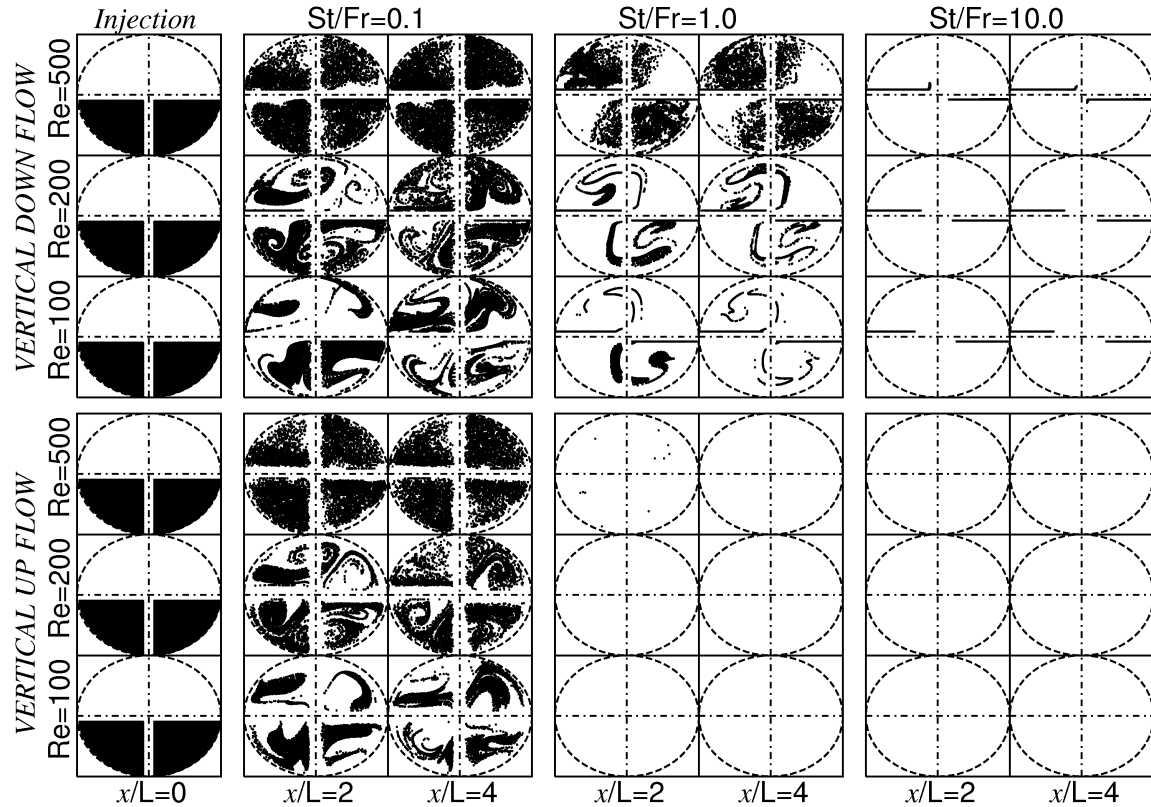 Injection St/Fr=0.1 St/Fr=1.0 St/Fr=10.0
VERTICAL DOWN FLOW
Re=500
Re=200
Re=100
VERTICAL UP FLOW
Re=500
Re=200
Re=100
x/L=0 x/L=2 x/L=4 x/L=2 x/L=4 x/L=2 x/L=4